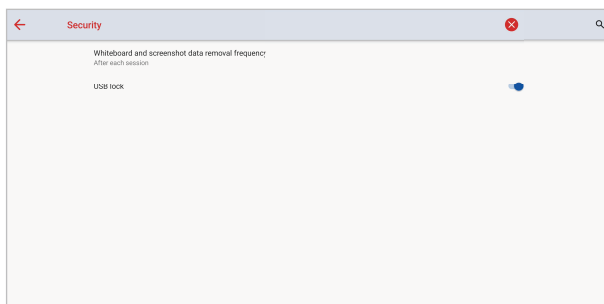 Security
Whiteboard and screenshot data removal frequency
After each session
USB lock